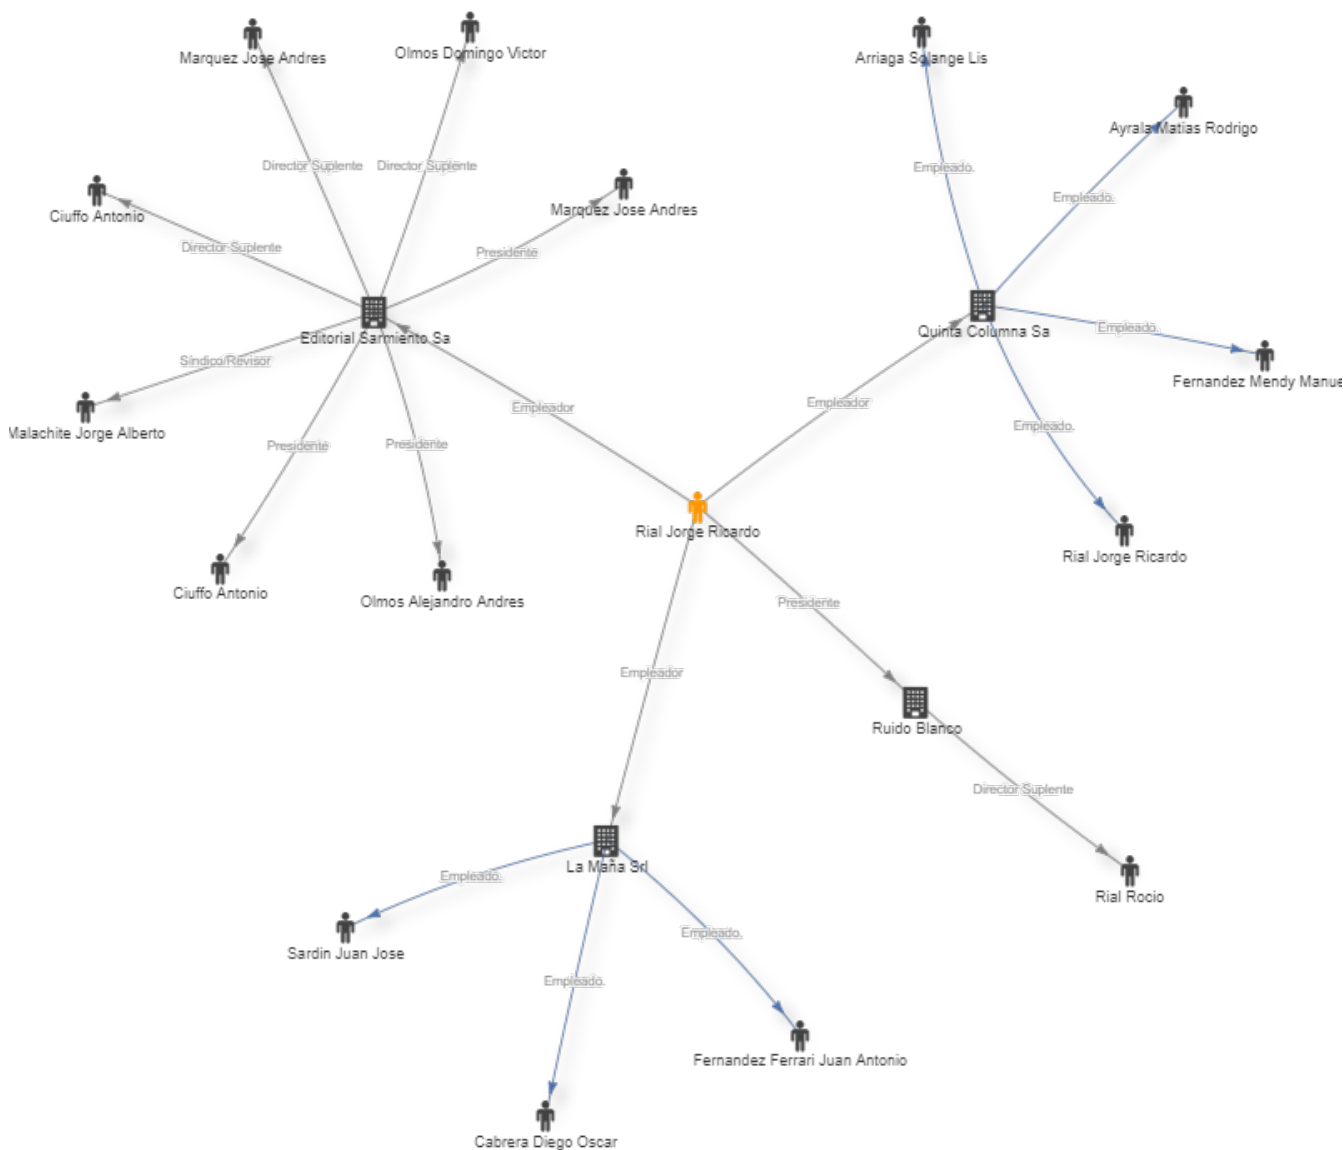 Marquez Jose Andres
Olmos Domingo Victor
Arriaga Solange Lis
Ayrala Matias Rodrigo
Director Suplente
Director Suplente
Empleado.
Empleado.
Ciuffo Antonio
Marquez Jose Andres
Director Suplente
Presidente
Editorial Sarmiento Sa
Quinta Columna Sa
Empleado.
Síndico/Revisor
Fernandez Mendy Manue
Empleador
Empleador
Malachite Jorge Alberto
Presidente
Presidente
Empleado.
Rial Jorge Ricardo
Rial Jorge Ricardo
Ciuffo Antonio
Olmos Alejandro Andres
Presidente
Empleador
Ruido Blanco
Director Suplente
La Maña Srl
Empleado.
Rial Rocio
Empleado.
Sardin Juan Jose
Empleado.
Fernandez Ferrari Juan Antonio
Cabrera Diego Oscar